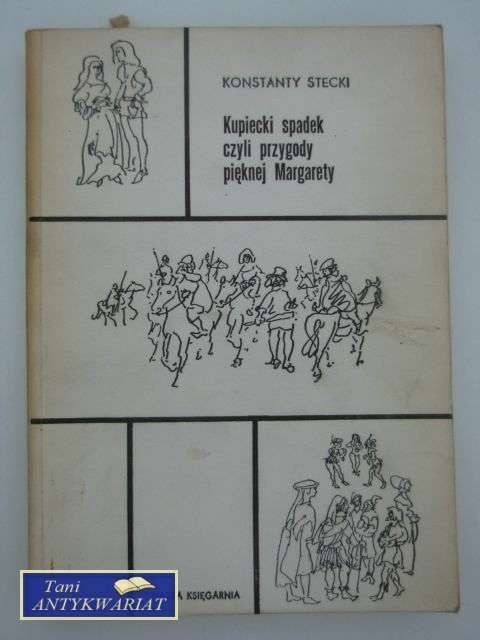 KONSTANTY STECKI
Kupiecki spadek
czyli przygody
pięknej Margarety
A KSIĘGARNIA
Tani
ANTYKWARIAT